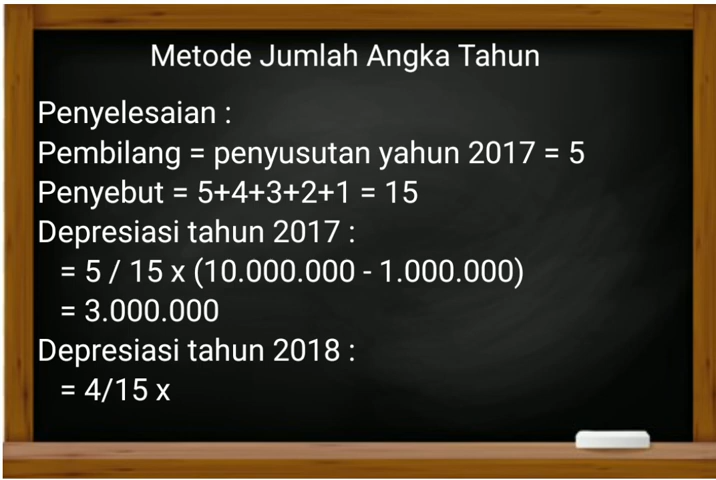 Metode Jumlah Angka Tahun
Penyelesaian :
Pembilang = penyusutan yahun 2017 = 5
Penyebut = 5+4+3+2+1 = 15
Depresiasi tahun 2017 :
= 5 / 15 x (10.000.000 - 1.000.000)
= 3.000.000
Depresiasi tahun 2018 :
= 4/15 x